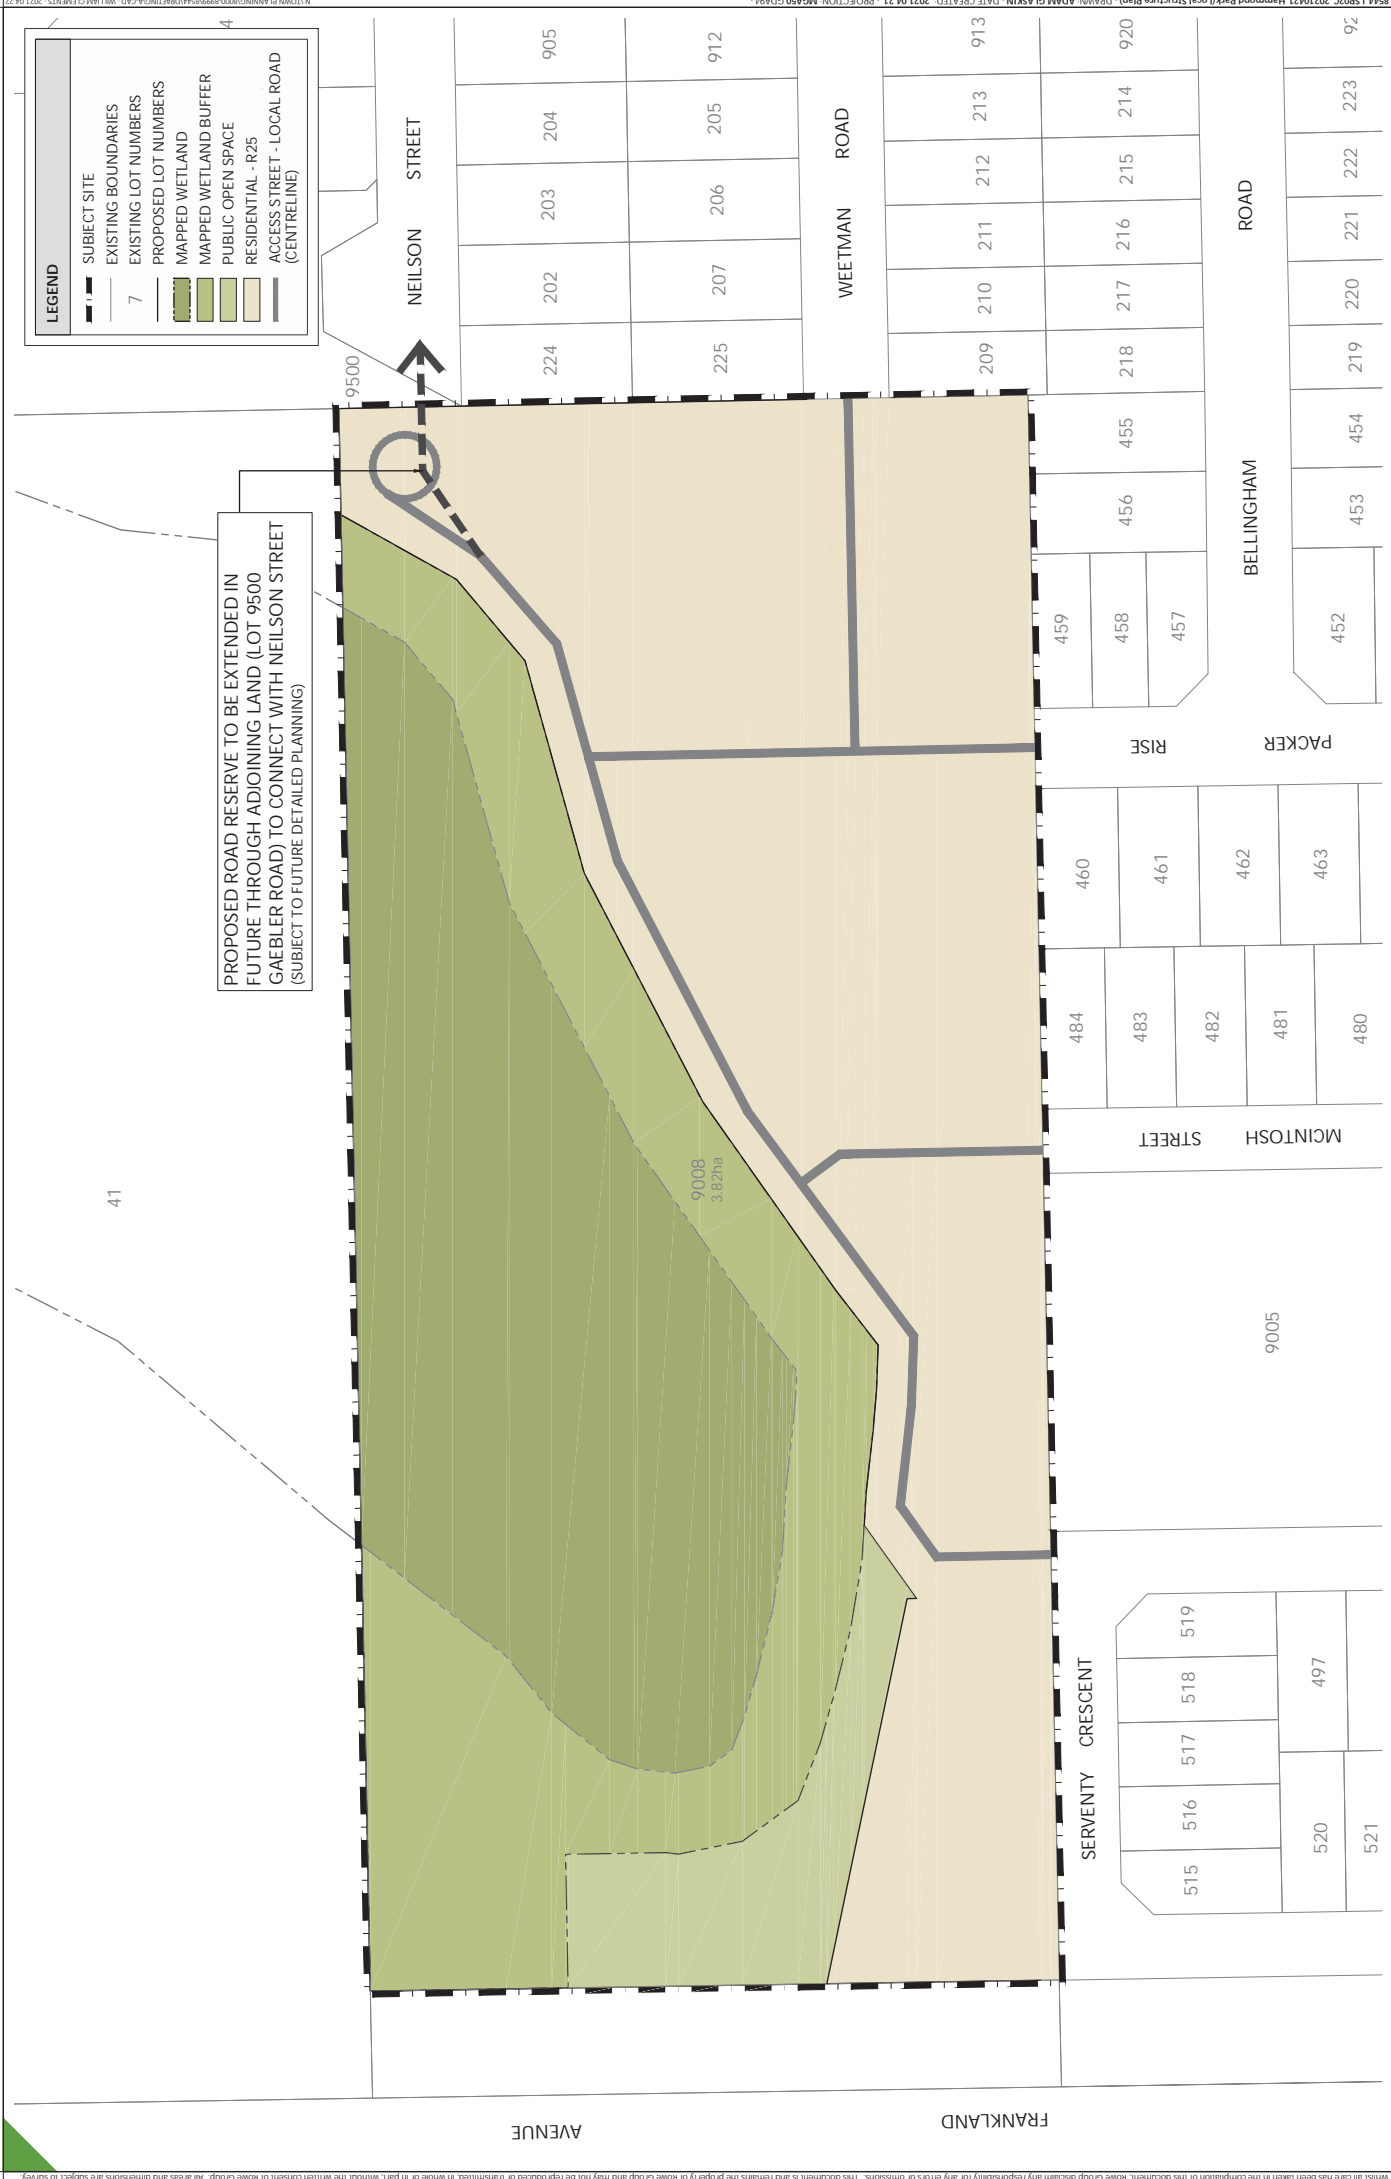 LEGEND
SUBJECT SITE
EXISTING BOUNDARIES
7 EXISTING LOT NUMBERS
PROPOSED LOT NUMBERS
MAPPED WETLAND
MAPPED WETLAND BUFFER
PUBLIC OPEN SPACE
RESIDENTIAL - R25
ACCESS STREET - LOCAL ROAD
(CENTRELINE)
PROPOSED ROAD RESERVE TO BE EXTENDED IN
FUTURE THROUGH ADJOINING LAND (LOT 9500
GAEBLER ROAD) TO CONNECT WITH NEILSON STREET
(SUBJECT TO FUTURE DETAILED PLANNING)
41
4
9500
NEILSON STREET
905
204
203
202
224
912
205
206
207
225
WEETMAN ROAD
913
213
212
211
210
209
920
214
215
216
217
218
455
456
459
458
457
BELLINGHAM ROAD
92
223
222
221
220
219
454
453
452
PACKER RISE
460
461
462
463
484
483
482
481
480
MCINTOSH STREET
9008
3.82ha
9005
SERVENTY CRESCENT
519
518
517
516
515
497
520
521
FRANKLAND AVENUE